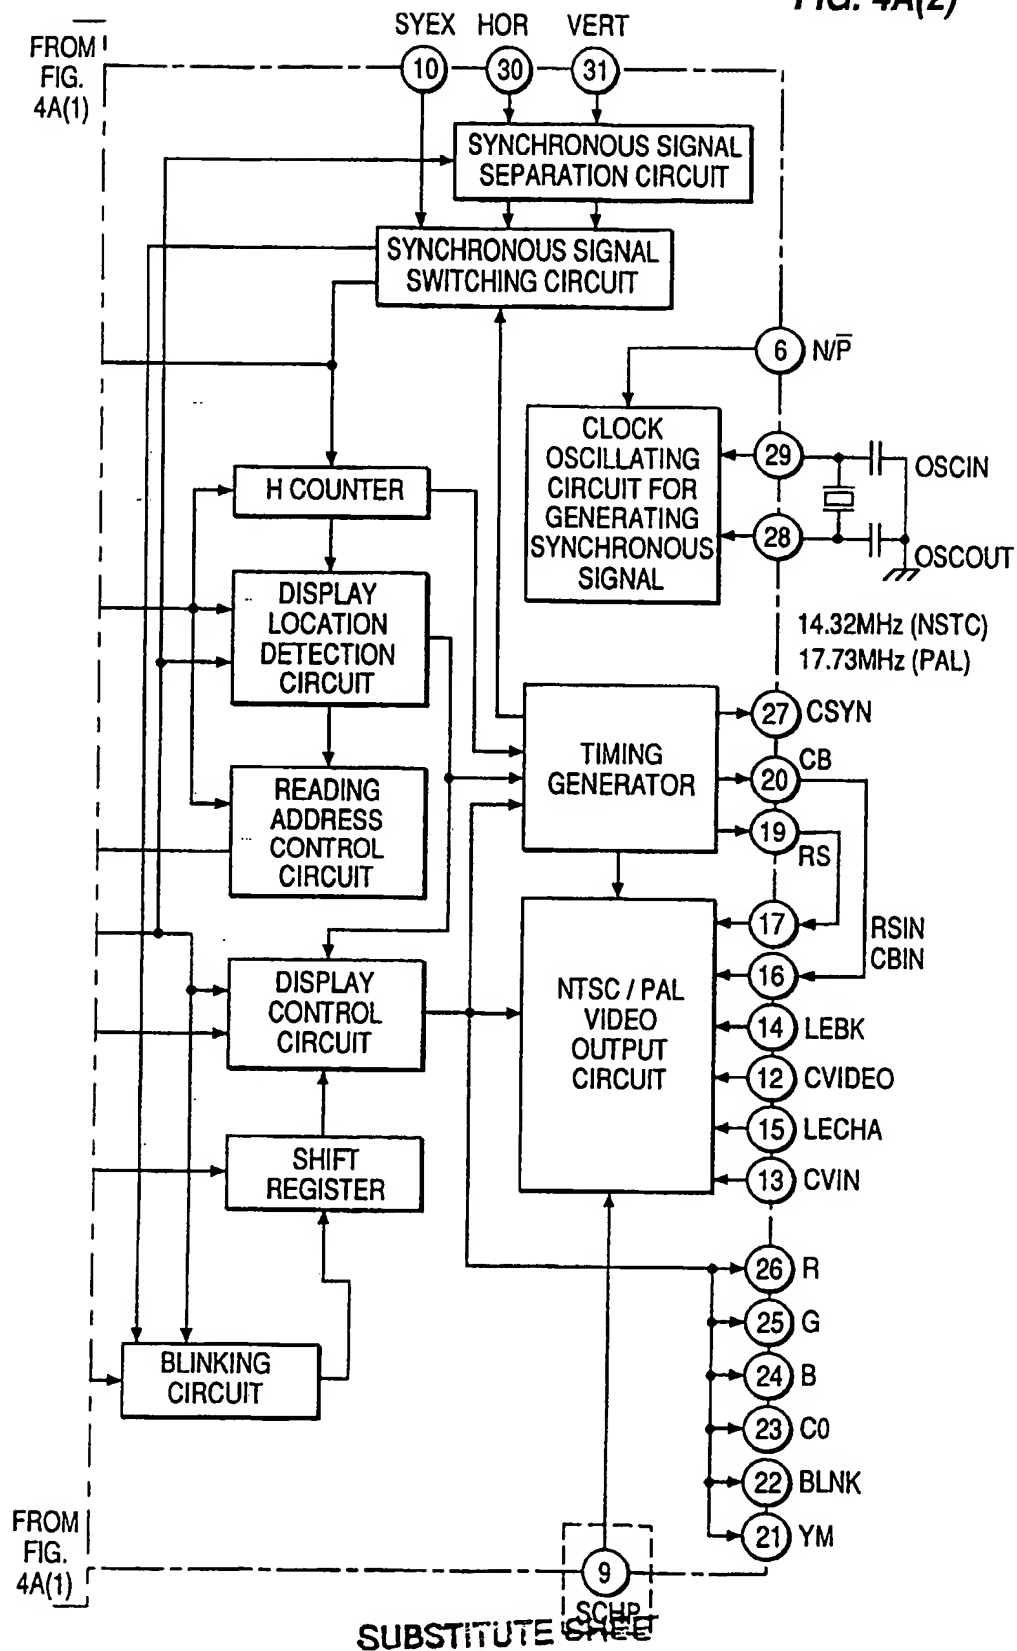 FIG. 4A(2)
SYEX HOR VERT
FROM
FIG.
4A(1)
10 30 31
SYNCHRONOUS SIGNAL
SEPARATION CIRCUIT
SYNCHRONOUS SIGNAL
SWITCHING CIRCUIT
6 N/P̅
CLOCK
OSCILLATING
CIRCUIT FOR
GENERATING
SYNCHRONOUS
SIGNAL
29 OSCIN
28 OSCOUT
14.32MHz (NSTC)
17.73MHz (PAL)
H COUNTER
DISPLAY
LOCATION
DETECTION
CIRCUIT
TIMING
GENERATOR
27 CSYN
20 CB
19 RS
READING
ADDRESS
CONTROL
CIRCUIT
17 RSIN
16 CBIN
14 LEBK
12 CVIDEO
15 LECHA
13 CVIN
NTSC / PAL
VIDEO
OUTPUT
CIRCUIT
DISPLAY
CONTROL
CIRCUIT
SHIFT
REGISTER
26 R
25 G
24 B
23 C0
22 BLNK
21 YM
BLINKING
CIRCUIT
FROM
FIG.
4A(1)
9
SCHP
SUBSTITUTE SHEET